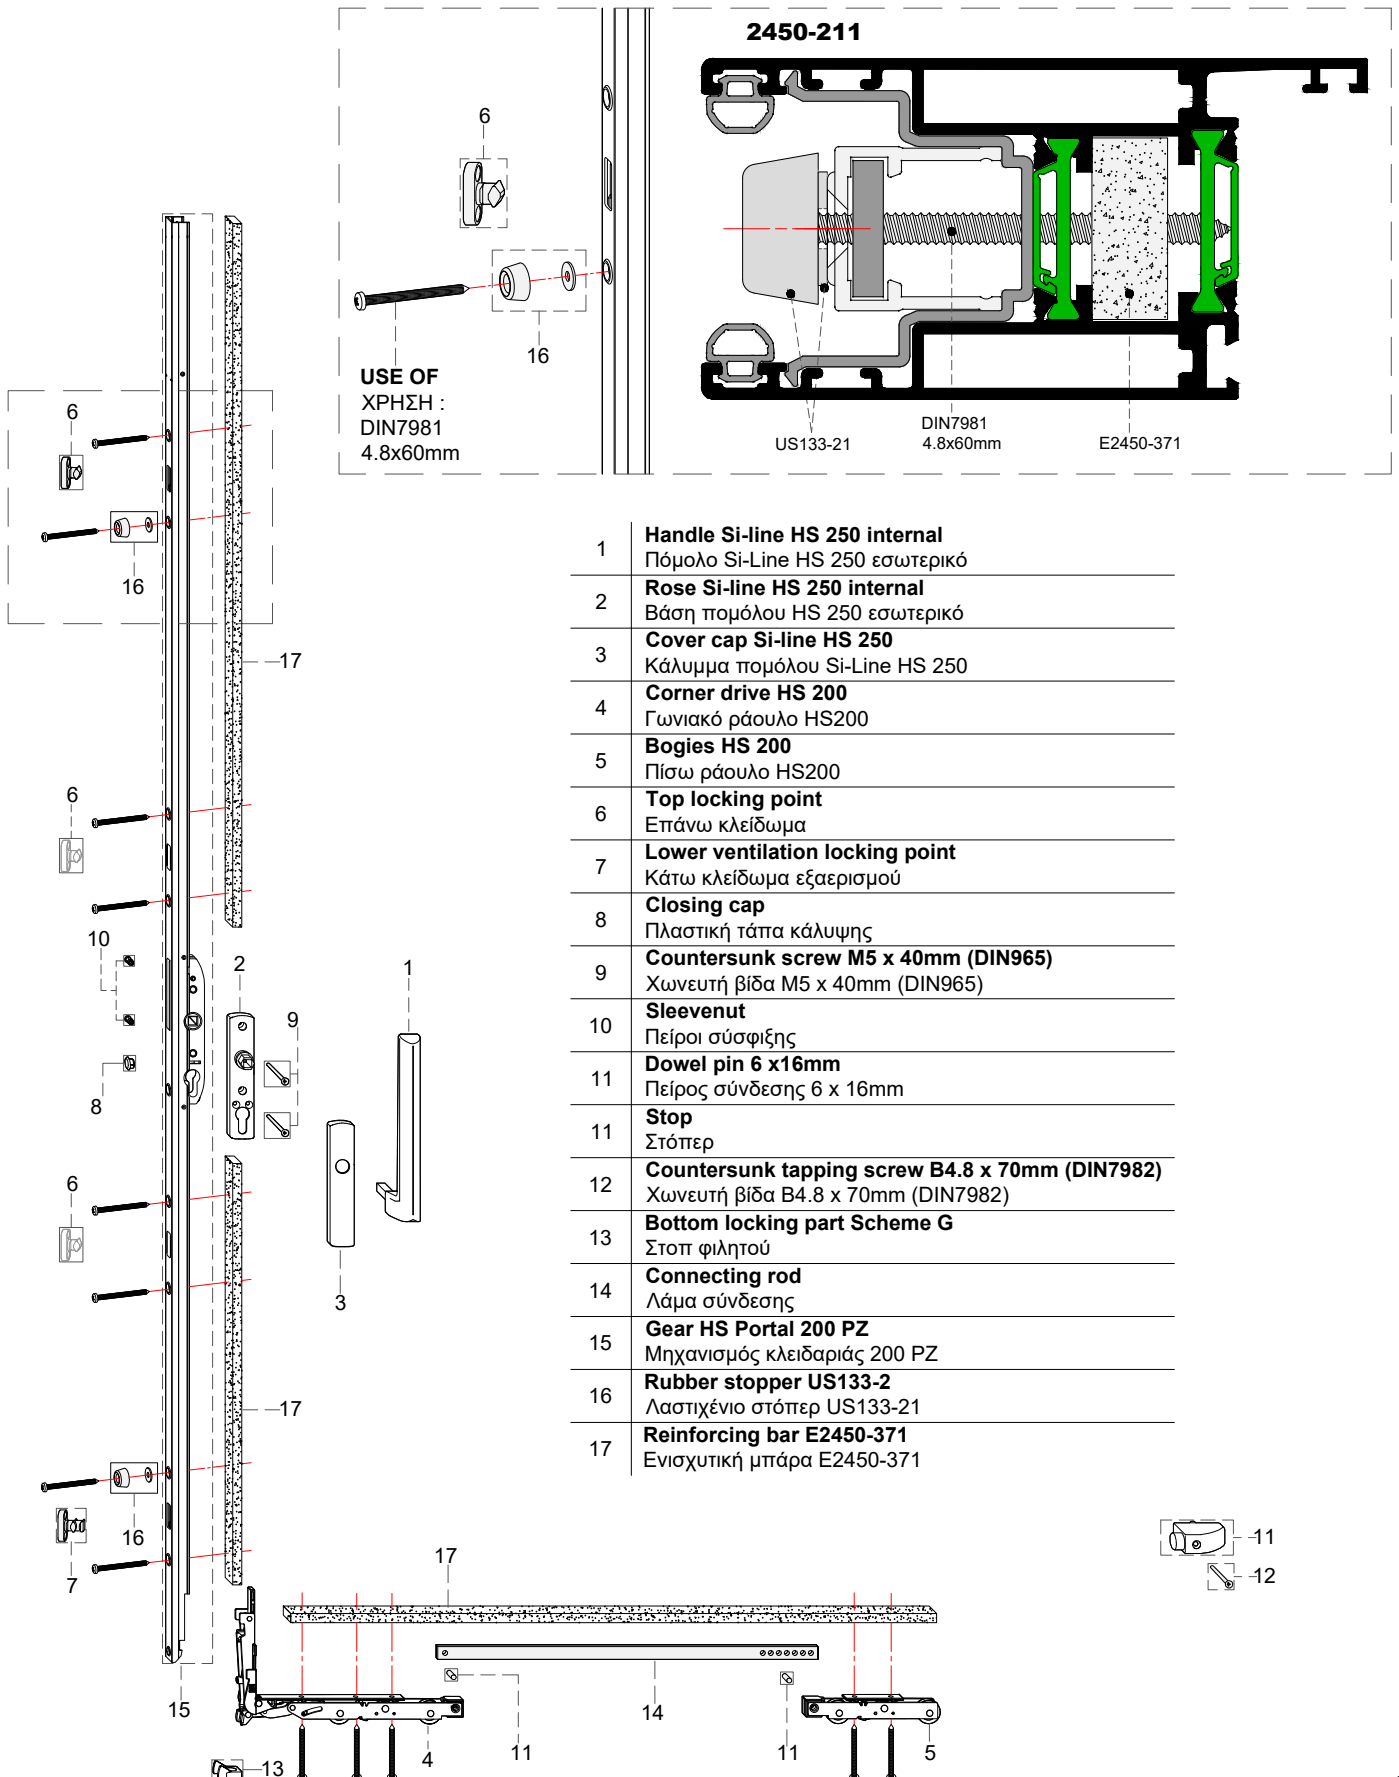 2450-211
6
16
USE OF
ΧΡΗΣΗ :
DIN7981
4.8x60mm
US133-21
DIN7981
4.8x60mm
E2450-371
6
16
17
6
10
8
2
9
1
3
6
17
16
7
15
1
Handle Si-line HS 250 internal
Πόμολο Si-Line HS 250 εσωτερικό
2
Rose Si-line HS 250 internal
Βάση πομόλου HS 250 εσωτερικό
3
Cover cap Si-line HS 250
Κάλυμμα πομόλου Si-Line HS 250
4
Corner drive HS 200
Γωνιακό ράουλο HS200
5
Bogies HS 200
Πίσω ράουλο HS200
6
Top locking point
Επάνω κλείδωμα
7
Lower ventilation locking point
Κάτω κλείδωμα εξαερισμού
8
Closing cap
Πλαστική τάπα κάλυψης
9
Countersunk screw M5 x 40mm (DIN965)
Χωνευτή βίδα M5 x 40mm (DIN965)
10
Sleevenut
Πείροι σύσφιξης
11
Dowel pin 6 x16mm
Πείρος σύνδεσης 6 x 16mm
11
Stop
Στόπερ
12
Countersunk tapping screw B4.8 x 70mm (DIN7982)
Χωνευτή βίδα B4.8 x 70mm (DIN7982)
13
Bottom locking part Scheme G
Στοπ φιλητού
14
Connecting rod
Λάμα σύνδεσης
15
Gear HS Portal 200 PZ
Μηχανισμός κλειδαριάς 200 PZ
16
Rubber stopper US133-2
Λαστιχένιο στόπερ US133-21
17
Reinforcing bar E2450-371
Ενισχυτική μπάρα E2450-371
11
12
17
14
11
11
4
5
13